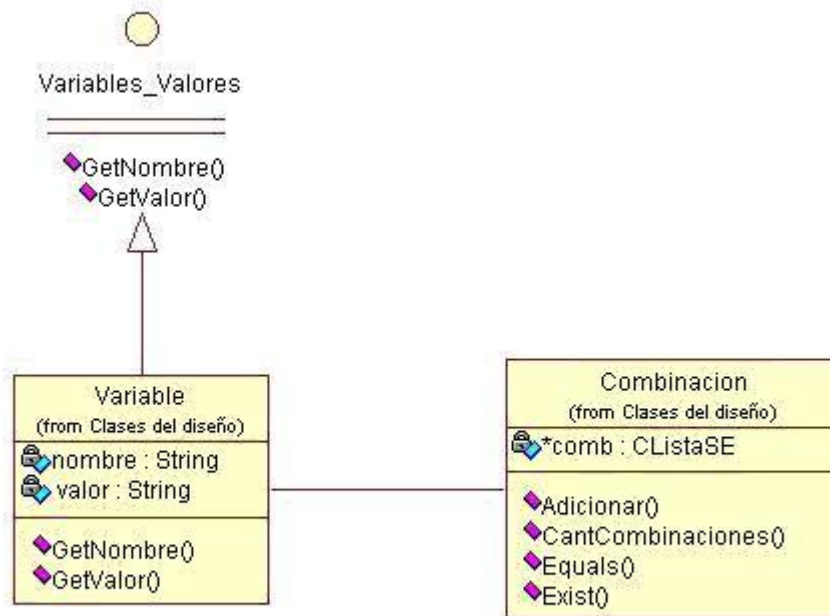 Variables_Valores
GetNombre()
GetValor()
Variable
(from Clases del diseño)
nombre : String
valor : String
GetNombre()
GetValor()
Combinacion
(from Clases del diseño)
*comb : CListaSE
Adicionar()
CantCombinaciones()
Equals()
Exist()